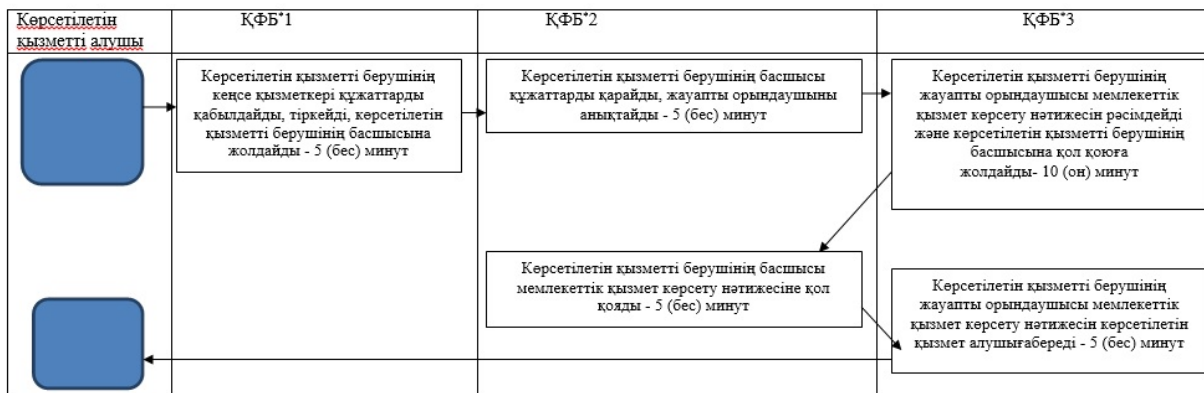 Көрсетілетін
қызметті алушы
ҚФБ*1
ҚФБ*2
ҚФБ*3
Көрсетілетін қызметті берушінің
кеңсе қызметкері құжаттарды
қабылдайды, тіркейді, көрсетілетін
қызметті берушінің басшысына
жолдайды - 5 (бес) минут
Көрсетілетін қызметті берушінің басшысы
құжаттарды қарайды, жауапты орындаушыны
анықтайды - 5 (бес) минут
Көрсетілетін қызметті берушінің
жауапты орындаушысы мемлекеттік
қызмет көрсету нәтижесін рәсімдейді
және көрсетілетін қызметті берушінің
басшысына қол қоюға
жолдайды- 10 (он) минут
Көрсетілетін қызметті берушінің басшысы
мемлекеттік қызмет көрсету нәтижесіне қол
қояды - 5 (бес) минут
Көрсетілетін қызметті берушінің
жауапты орындаушысы мемлекеттік
қызмет көрсету нәтижесін көрсетілетін
қызмет алушығабереді - 5 (бес) минут